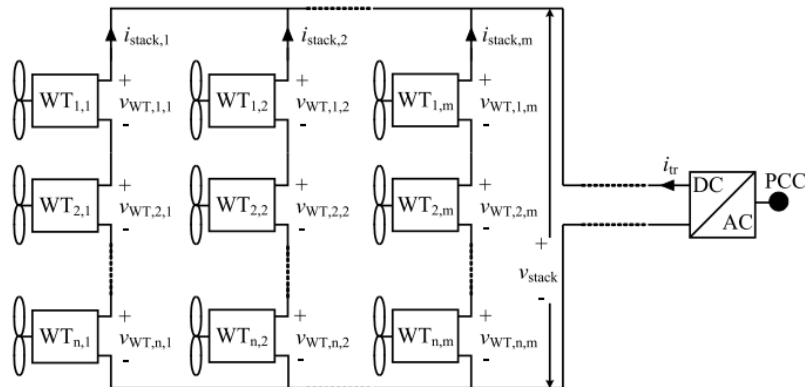 i_stack,1 i_stack,2 i_stack,m
+ + +
WT_1,1 v_WT,1,1 WT_1,2 v_WT,1,2 WT_1,m v_WT,1,m
- - -
i_tr
+ + + DC PCC
WT_2,1 v_WT,2,1 WT_2,2 v_WT,2,2 WT_2,m v_WT,2,m
- - - AC
+
v_stack
-
+ + +
WT_n,1 v_WT,n,1 WT_n,2 v_WT,n,2 WT_n,m v_WT,n,m
- - -